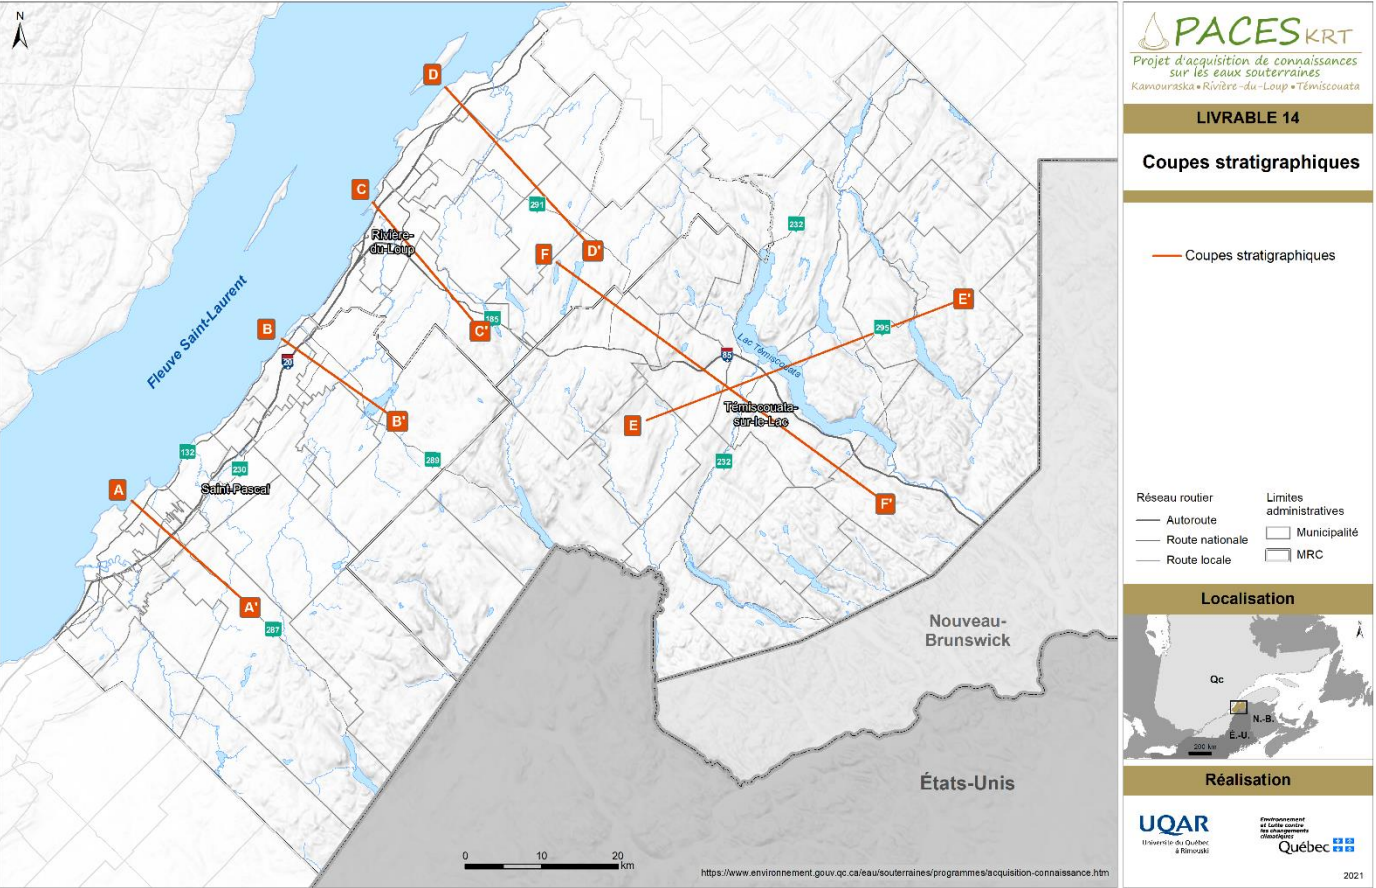 N
D
C
291
232
Rivière-
du-Loup
F
D'
E'
Fleuve Saint-Laurent
185
C'
295
B
Lac Témiscouata
20
85
B'
Témiscouata-
sur-le-Lac
E
132
289
230
232
Saint-Pascal
A
F'
A'
287
Nouveau-
Brunswick
États-Unis
0 10 20
km
https://www.environnement.gouv.qc.ca/eau/souterraines/programmes/acquisition-connaissance.htm
PACES KRT
Projet d'acquisition de connaissances
sur les eaux souterraines
Kamouraska • Rivière-du-Loup • Témiscouata
LIVRABLE 14
Coupes stratigraphiques
Coupes stratigraphiques
Réseau routier
Autoroute
Route nationale
Route locale
Limites
administratives
Municipalité
MRC
Localisation
N
Qc
N.-B.
É.-U.
200 km
Réalisation
UQAR
Université du Québec
à Rimouski
Environnement
et Lutte contre
les changements
climatiques
Québec
2021